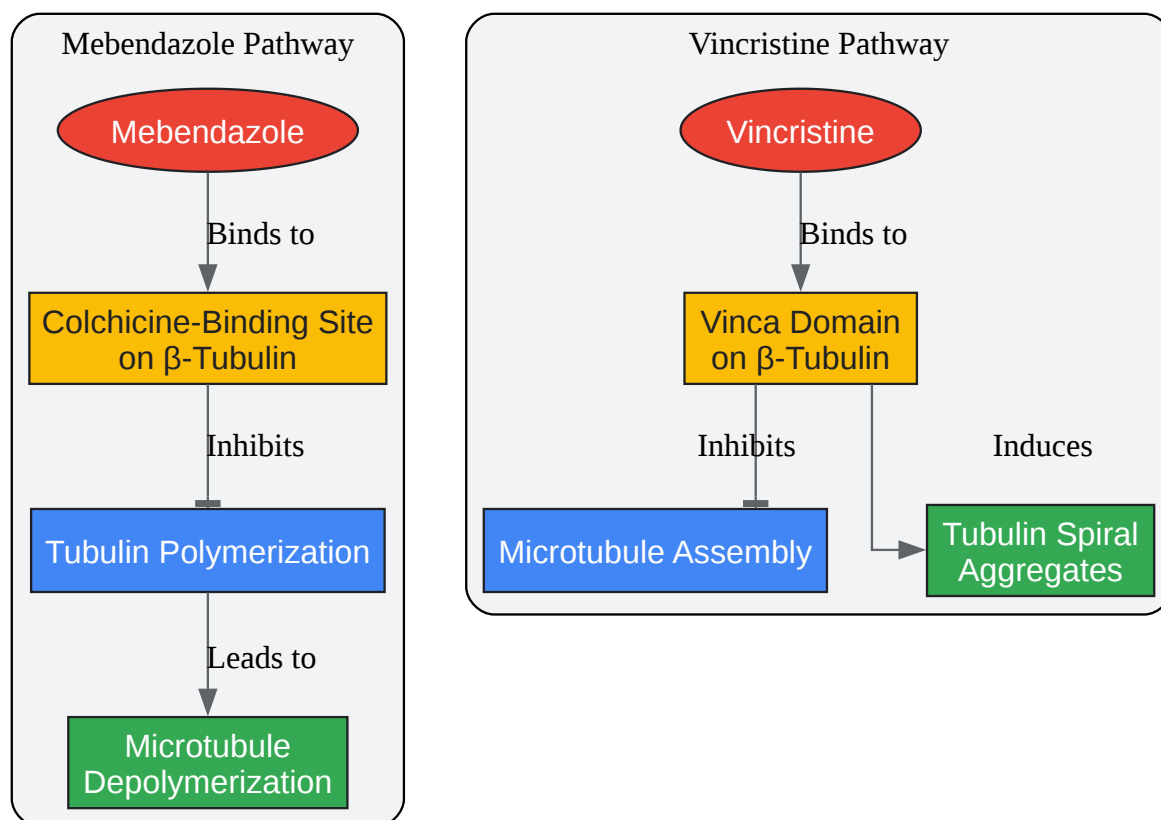 Mebendazole Pathway
Mebendazole
Binds to
Colchicine-Binding Site
on β-Tubulin
Inhibits
Tubulin Polymerization
Leads to
Microtubule
Depolymerization
Vincristine Pathway
Vincristine
Binds to
Vinca Domain
on β-Tubulin
Inhibits
Induces
Microtubule Assembly
Tubulin Spiral
Aggregates